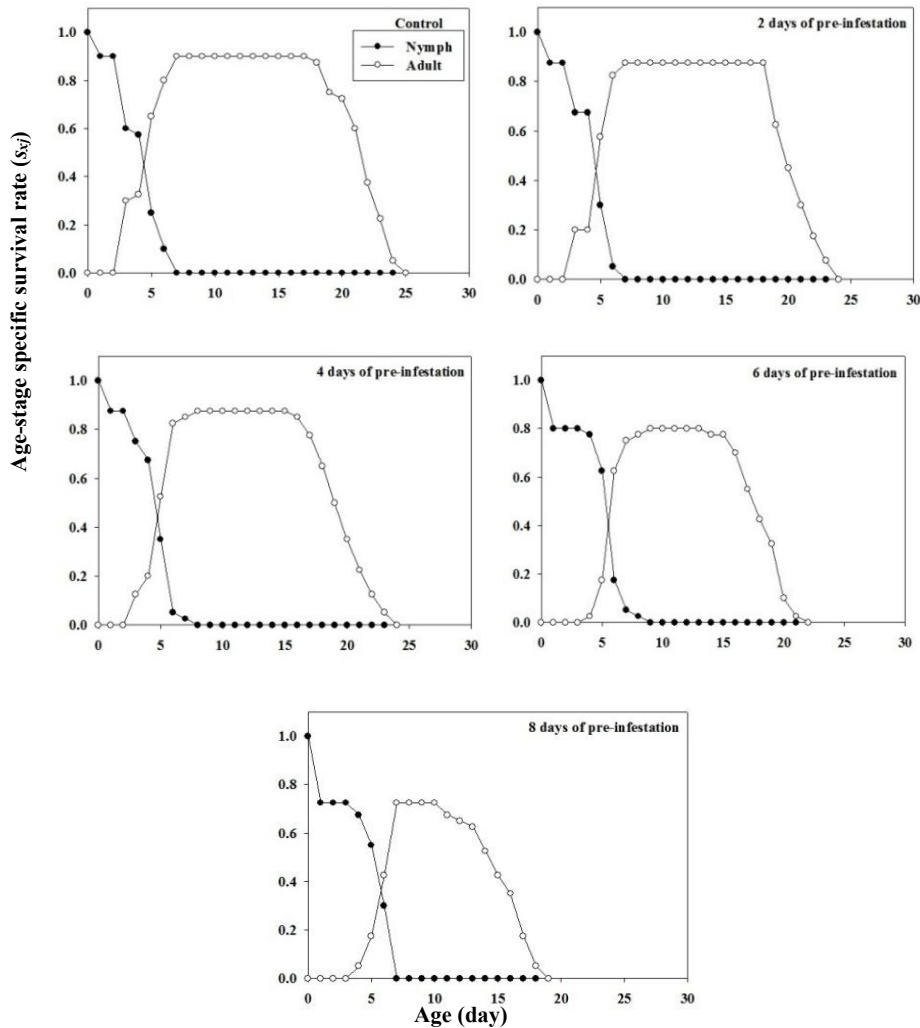 Age-stage specific survival rate (sxj)
Control
Nymph
Adult
1.0
0.8
0.6
0.4
0.2
0.0
0 5 10 15 20 25 30
2 days of pre-infestation
1.0
0.8
0.6
0.4
0.2
0.0
0 5 10 15 20 25 30
4 days of pre-infestation
1.0
0.8
0.6
0.4
0.2
0.0
0 5 10 15 20 25 30
6 days of pre-infestation
1.0
0.8
0.6
0.4
0.2
0.0
0 5 10 15 20 25 30
8 days of pre-infestation
1.0
0.8
0.6
0.4
0.2
0.0
0 5 10 15 20 25 30
Age (day)